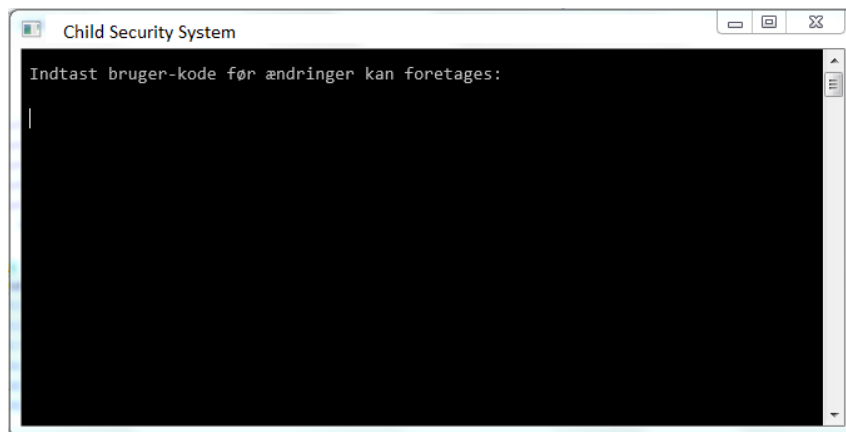 Child Security System
Indtast bruger-kode før ændringer kan foretages: